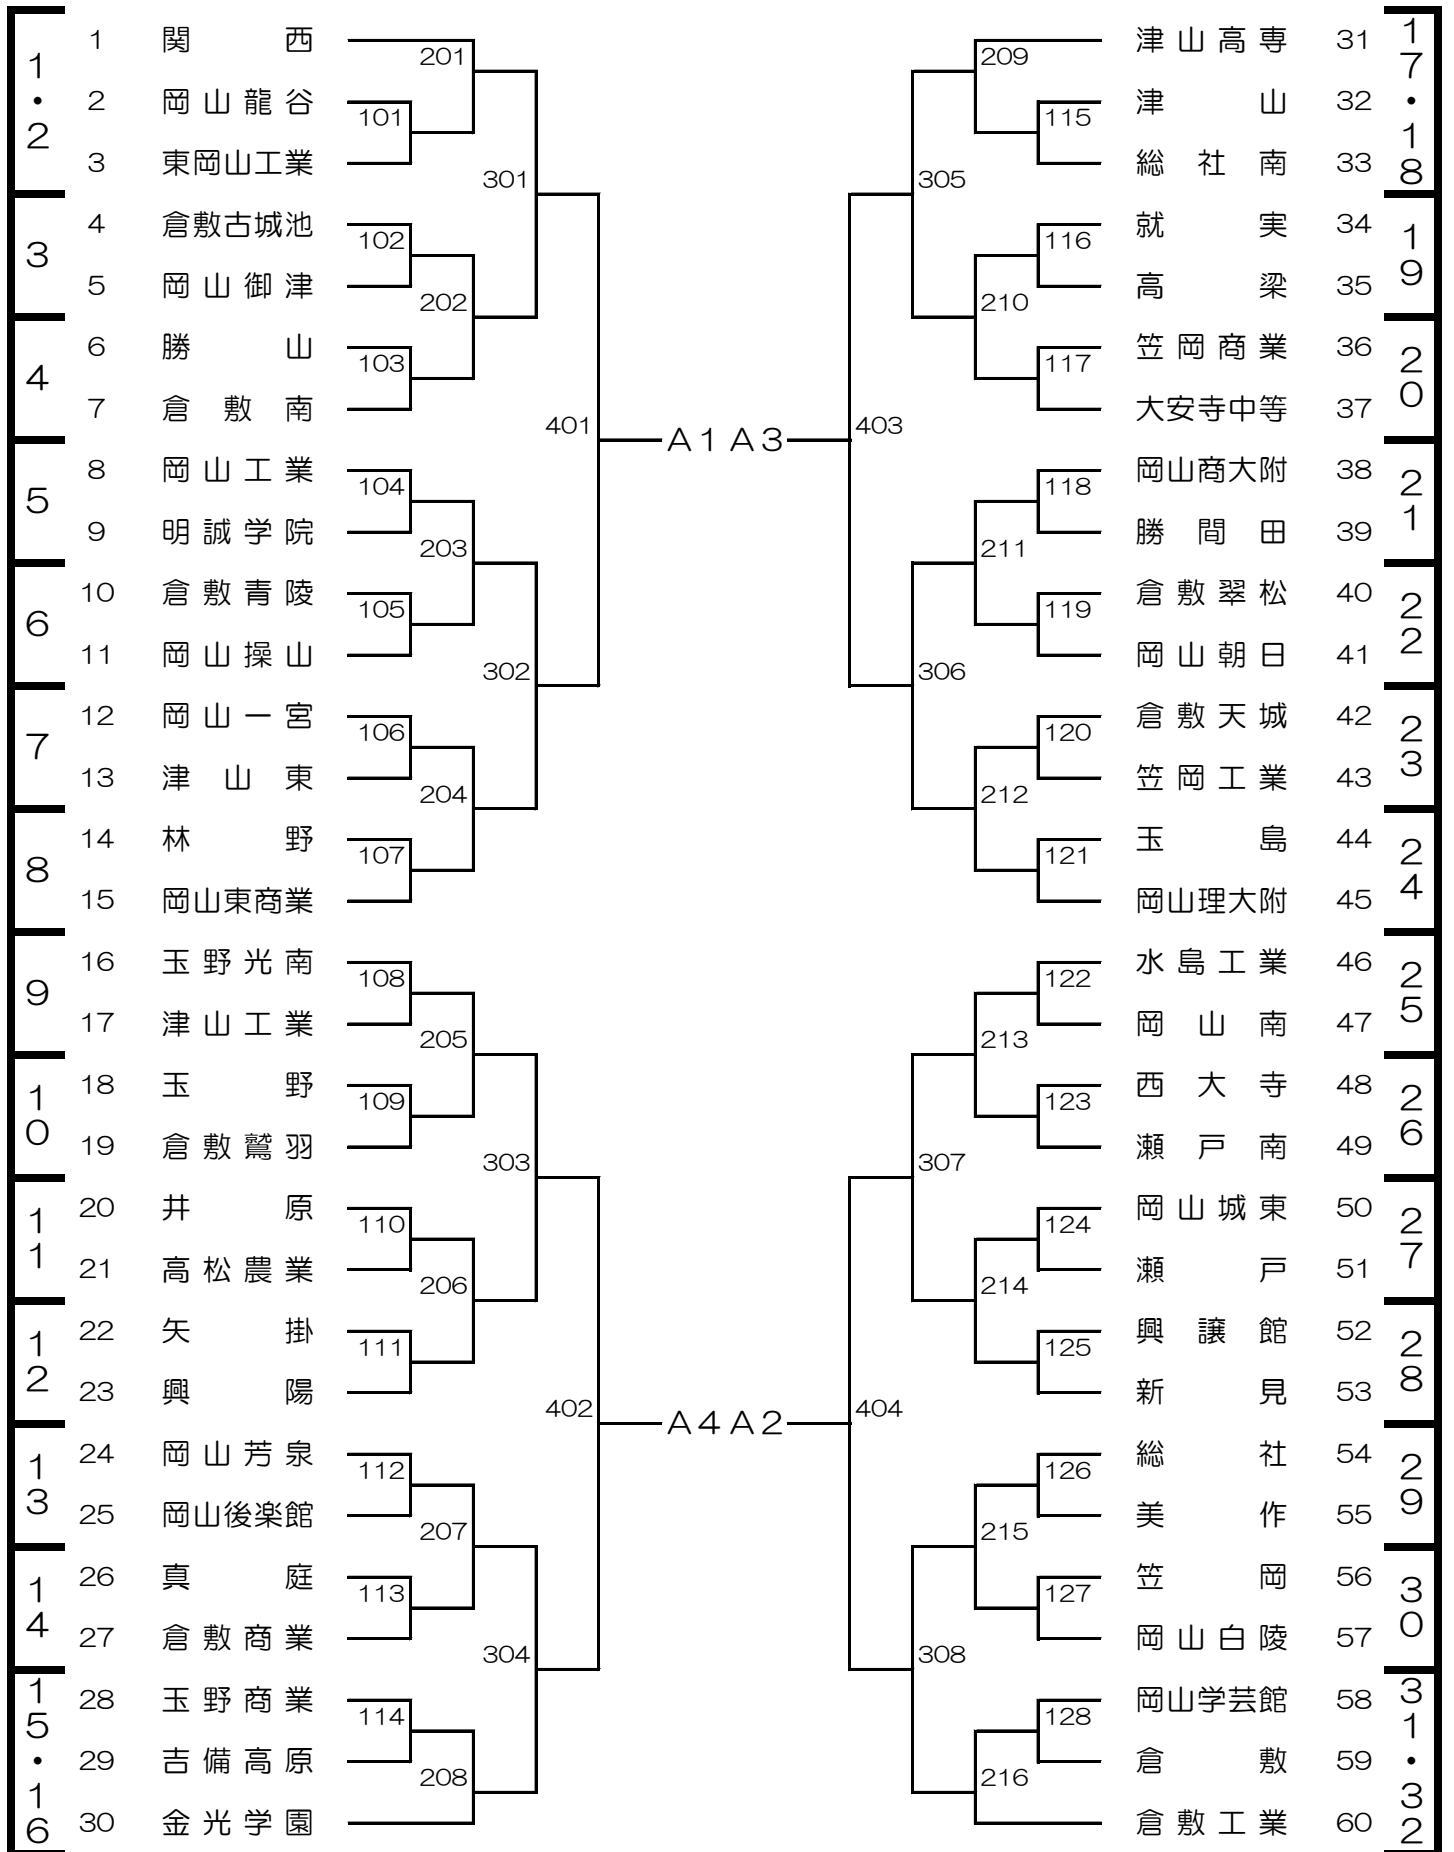 1・2
1 関西
2 岡山龍谷
3 東岡山工業
201
101
301
3
4 倉敷古城池
5 岡山御津
102
202
4
6 勝山
7 倉敷南
103
401
A1
5
8 岡山工業
9 明誠学院
104
203
6
10 倉敷青陵
11 岡山操山
105
302
7
12 岡山一宮
13 津山東
106
204
8
14 林野
15 岡山東商業
107
9
16 玉野光南
17 津山工業
108
205
10
18 玉野
19 倉敷鷲羽
109
303
11
20 井原
21 高松農業
110
206
12
22 矢掛
23 興陽
111
402
A4
13
24 岡山芳泉
25 岡山後楽館
112
207
14
26 真庭
27 倉敷商業
113
304
15・16
28 玉野商業
29 吉備高原
30 金光学園
114
208
17・18
津山高専 31
津山 32
総社南 33
209
115
305
19
就実 34
高梁 35
116
210
20
笠岡商業 36
大安寺中等 37
117
403
A3
21
岡山商大附 38
勝間田 39
118
211
22
倉敷翠松 40
岡山朝日 41
119
306
23
倉敷天城 42
笠岡工業 43
120
212
24
玉島 44
岡山理大附 45
121
25
水島工業 46
岡山南 47
122
213
26
西大寺 48
瀬戸南 49
123
307
27
岡山城東 50
瀬戸 51
124
214
28
興譲館 52
新見 53
125
404
A2
29
総社 54
美作 55
126
215
30
笠岡 56
岡山白陵 57
127
308
31・32
岡山学芸館 58
倉敷 59
倉敷工業 60
128
216